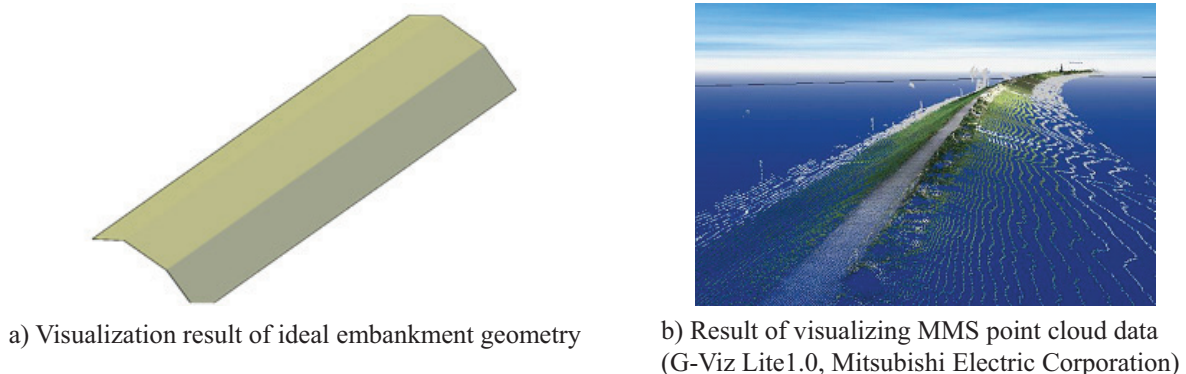 a) Visualization result of ideal embankment geometry
b) Result of visualizing MMS point cloud data
(G-Viz Lite1.0, Mitsubishi Electric Corporation)